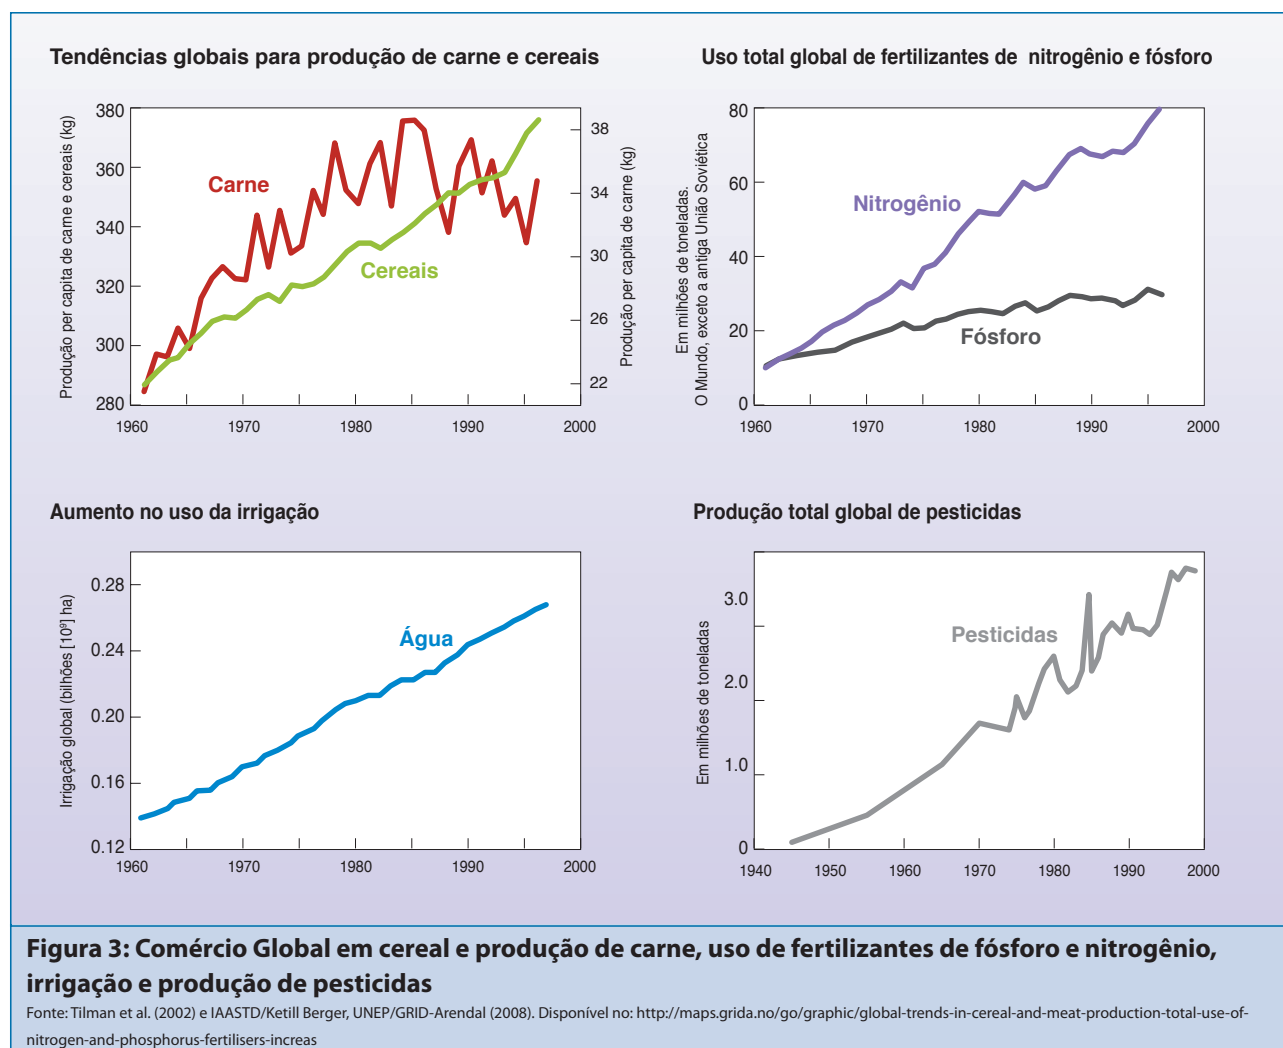 Tendências globais para produção de carne e cereais
Produção per capita de carne e cereais (kg)
380
360
340
320
300
280
Carne
Cereais
38
34
30
26
22
Produção per capita de carne (kg)
1960
1970
1980
1990
2000
Uso total global de fertilizantes de nitrogênio e fósforo
Em milhões de toneladas.
O Mundo, exceto a antiga União Soviética
80
60
40
20
0
Nitrogênio
Fósforo
1960
1970
1980
1990
2000
Aumento no uso da irrigação
Irrigação global (bilhões [10⁹] ha)
0.28
0.24
0.20
0.16
0.12
Água
1960
1970
1980
1990
2000
Produção total global de pesticidas
Em milhões de toneladas
3.0
2.0
1.0
0
Pesticidas
1940
1950
1960
1970
1980
1990
2000
Figura 3: Comércio Global em cereal e produção de carne, uso de fertilizantes de fósforo e nitrogênio,
irrigação e produção de pesticidas
Fonte: Tilman et al. (2002) e IAASTD/Ketill Berger, UNEP/GRID-Arendal (2008). Disponível no: http://maps.grida.no/go/graphic/global-trends-in-cereal-and-meat-production-total-use-of-
nitrogen-and-phosphorus-fertilisers-increas